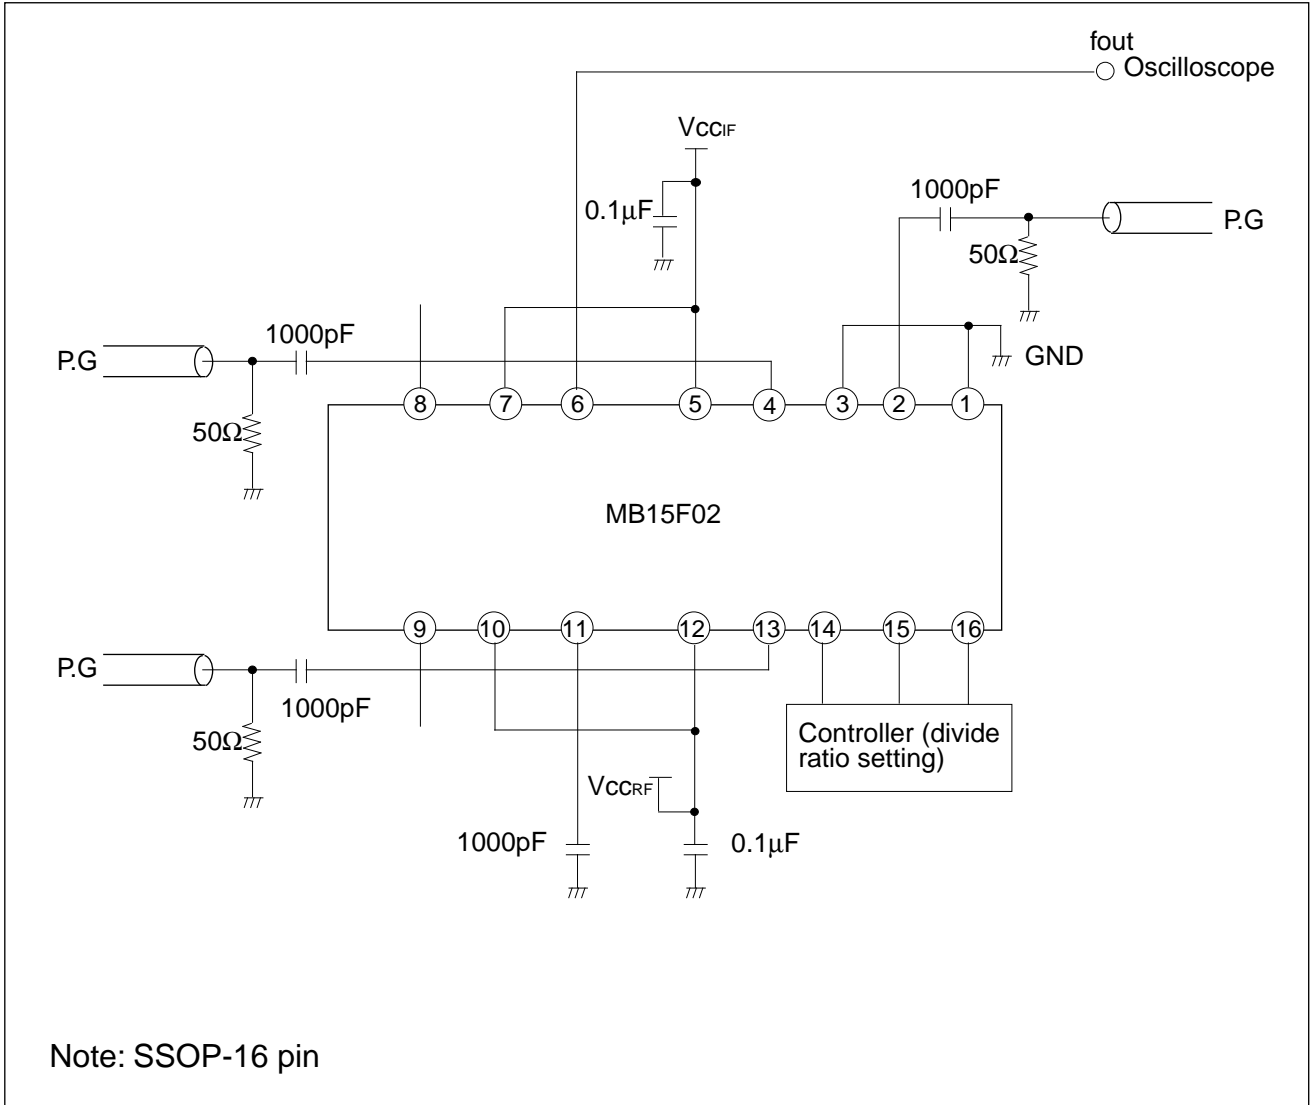 fout
Oscilloscope
VccIF
1000pF
0.1μF
P.G
50Ω
1000pF
P.G
GND
8 7 6 5 4 3 2 1
50Ω
MB15F02
9 10 11 12 13 14 15 16
P.G
1000pF
50Ω
Controller (divide
ratio setting)
VccRF
1000pF
0.1μF
Note: SSOP-16 pin